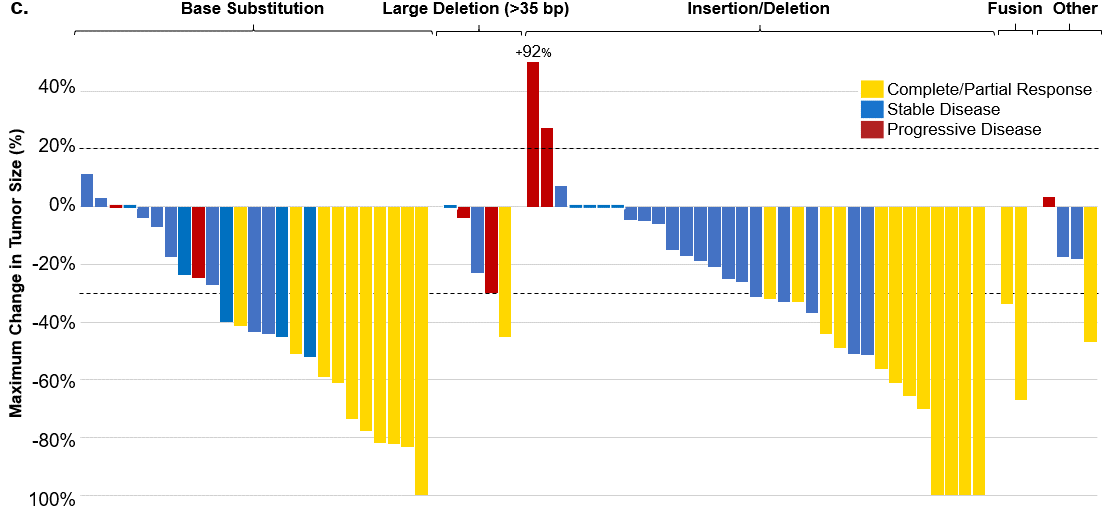 c.
Base Substitution
Large Deletion (>35 bp)
Insertion/Deletion
Fusion
Other
+92%
Complete/Partial Response
Stable Disease
Progressive Disease
Maximum Change in Tumor Size (%)
40%
20%
0%
-20%
-40%
-60%
-80%
100%